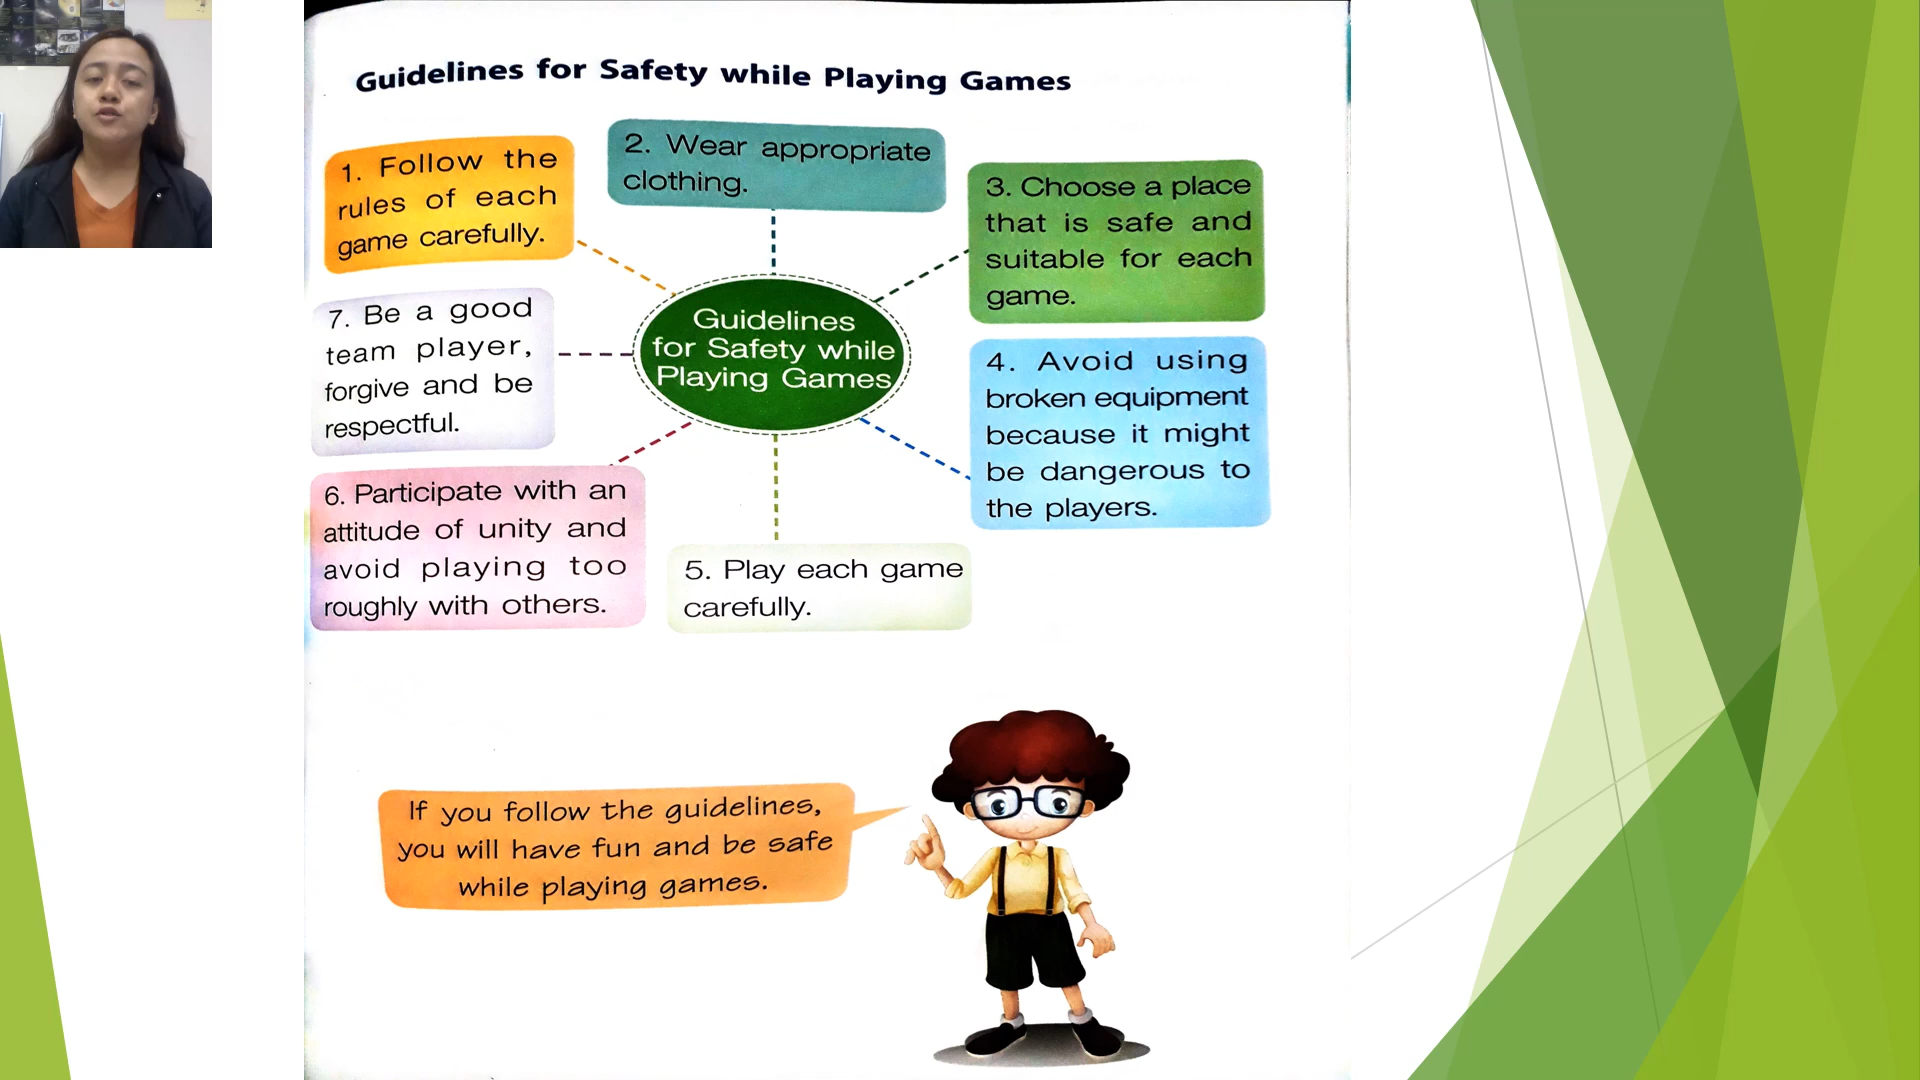 Guidelines for Safety while Playing Games
1. Follow the
rules of each
game carefully.
2. Wear appropriate
clothing.
3. Choose a place
that is safe and
suitable for each
game.
Guidelines
for Safety while
Playing Games
4. Avoid using
broken equipment
because it might
be dangerous to
the players.
5. Play each game
carefully.
6. Participate with an
attitude of unity and
avoid playing too
roughly with others.
7. Be a good
team player,
forgive and be
respectful.
If you follow the guidelines,
you will have fun and be safe
while playing games.